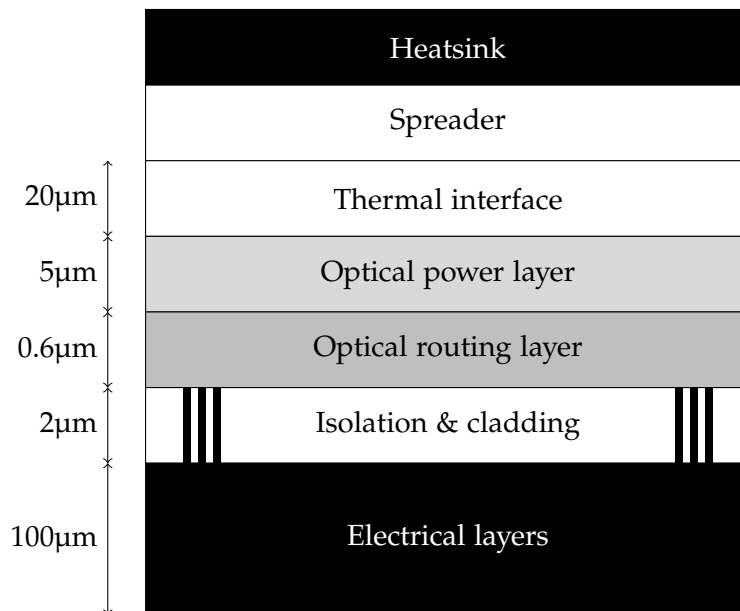 Heatsink
Spreader
20µm
Thermal interface
5µm
Optical power layer
0.6µm
Optical routing layer
2µm
Isolation & cladding
100µm
Electrical layers